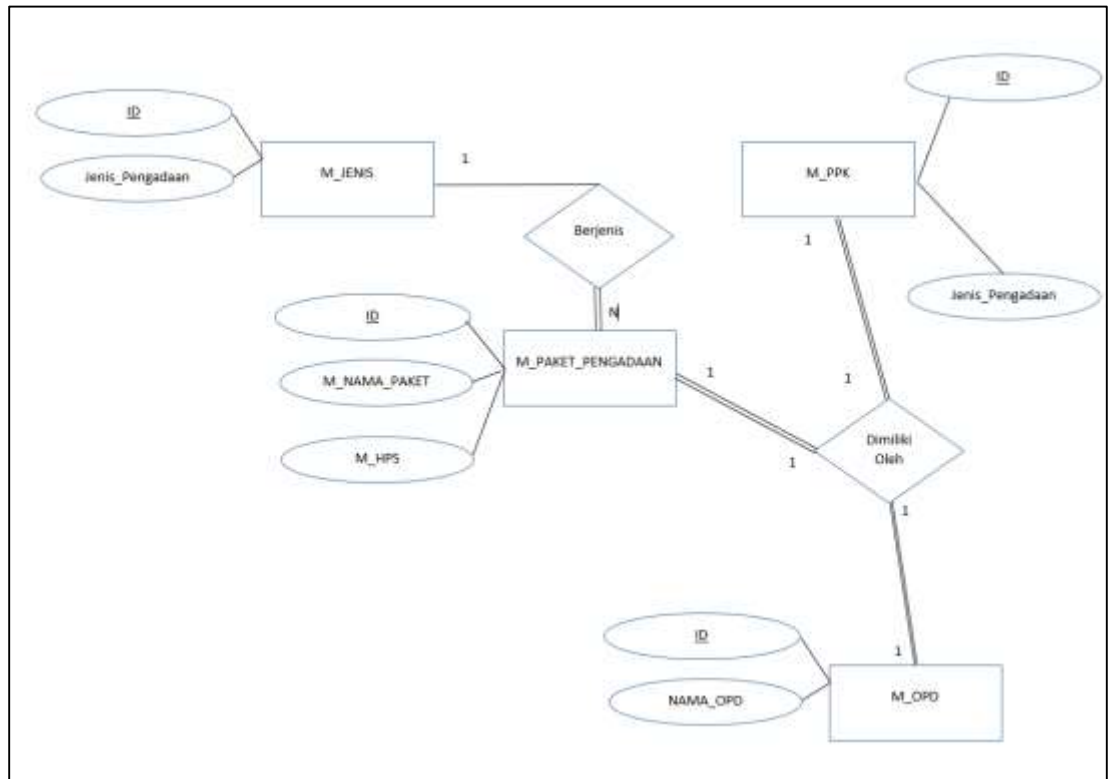 ID
ID
Jenis_Pengadaan
M_JENIS
1
M_PPK
Berjenis
1
Jenis_Pengadaan
ID
N
M_PAKET_PENGADAAN
M_NAMA_PAKET
1
1
M_HPS
Dimiliki
Oleh
1
1
ID
1
NAMA_OPD
M_OPD